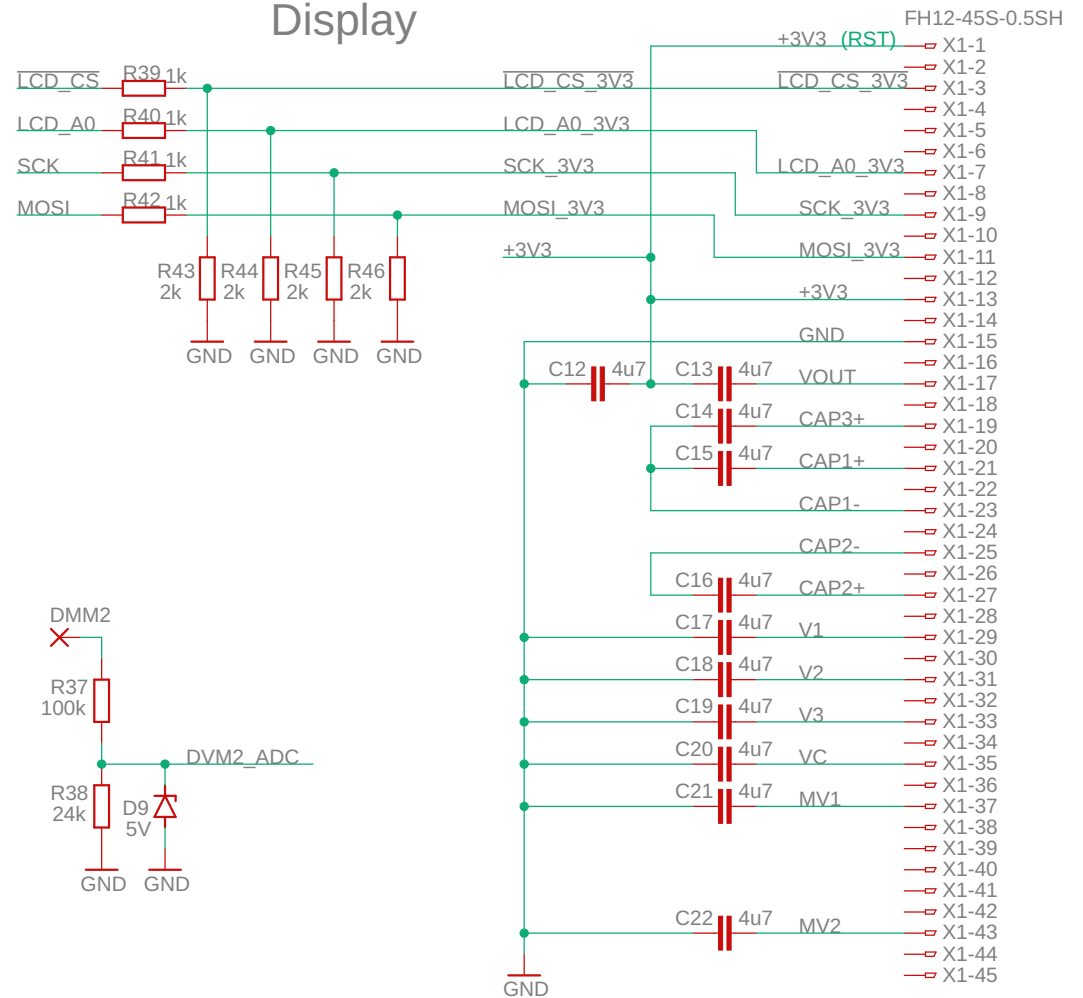 Display
FH12-45S-0.5SH
+3V3 (RST) X1-1
X1-2
LCD_CS R39 1k LCD_CS_3V3 LCD_CS_3V3 X1-3
X1-4
LCD_A0 R40 1k LCD_A0_3V3 X1-5
X1-6
SCK R41 1k SCK_3V3 LCD_A0_3V3 X1-7
X1-8
MOSI R42 1k MOSI_3V3 SCK_3V3 X1-9
X1-10
+3V3 MOSI_3V3 X1-11
R43 R44 R45 R46 X1-12
2k 2k 2k 2k +3V3 X1-13
X1-14
GND X1-15
GND GND GND GND X1-16
C12 4u7 C13 4u7 VOUT X1-17
X1-18
C14 4u7 CAP3+ X1-19
X1-20
C15 4u7 CAP1+ X1-21
X1-22
CAP1- X1-23
X1-24
CAP2- X1-25
X1-26
C16 4u7 CAP2+ X1-27
DMM2 X1-28
C17 4u7 V1 X1-29
X1-30
C18 4u7 V2 X1-31
R37 X1-32
100k C19 4u7 V3 X1-33
X1-34
DVM2_ADC C20 4u7 VC X1-35
X1-36
R38 D9 C21 4u7 MV1 X1-37
24k 5V X1-38
X1-39
X1-40
GND GND X1-41
X1-42
C22 4u7 MV2 X1-43
X1-44
X1-45
GND